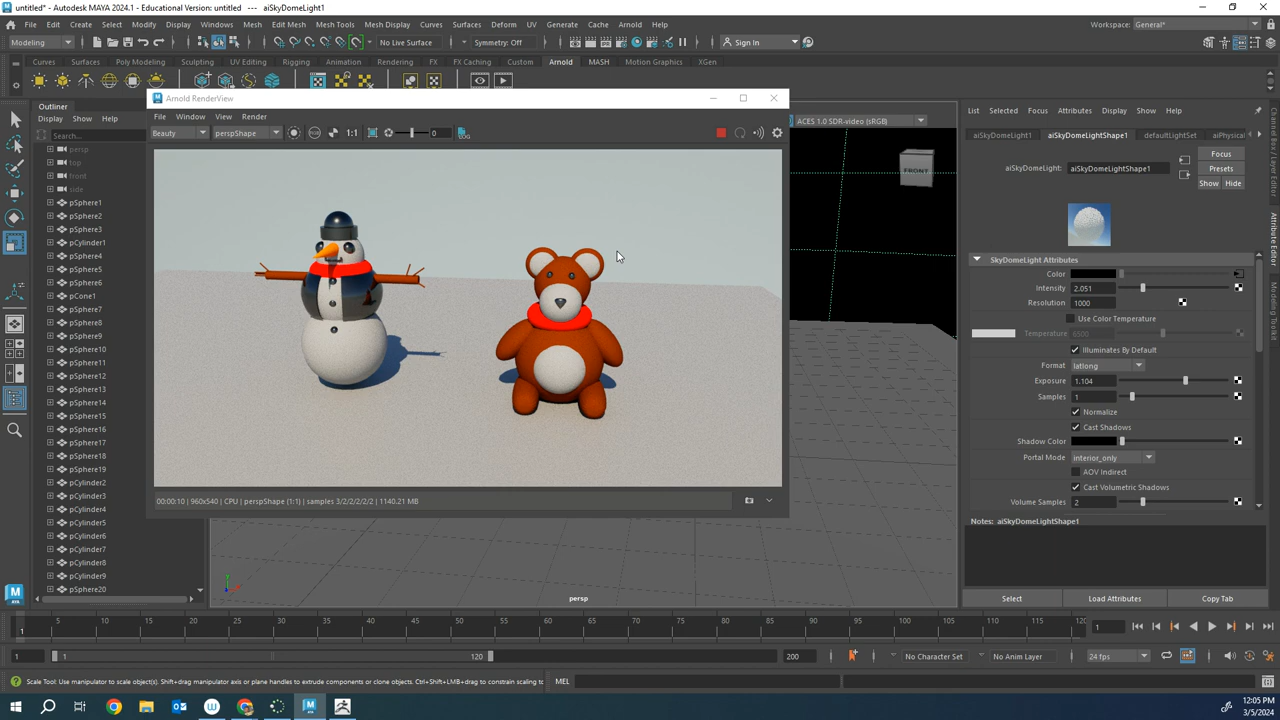 untitled* - Autodesk MAYA 2024.1 - Educational Version: untitled --- aiSkyDomeLight1
File Edit Create Select Modify Display Windows Mesh Edit Mesh Mesh Tools Mesh Display Curves Surfaces Deform UV Generate Cache Arnold Help
Workspace: General*
Modeling No Live Surface Symmetry: Off Sign In
Curves Surfaces Poly Modeling Sculpting UV Editing Rigging Animation Rendering FX FX Caching Custom Arnold MASH Motion Graphics XGen
Outliner
Display Show Help
Search...
persp
top
front
side
pSphere1
pSphere2
pSphere3
pCylinder1
pSphere4
pSphere5
pSphere6
pCone1
pSphere7
pSphere8
pSphere9
pSphere10
pSphere11
pSphere12
pSphere13
pSphere14
pSphere15
pSphere16
pSphere17
pSphere18
pSphere19
pCylinder2
pCylinder3
pCylinder4
pCylinder5
pCylinder6
pCylinder7
pCylinder8
pCylinder9
pSphere20
Arnold RenderView
File Window View Render
Beauty perspShape 1:1 0 LOG
00:00:10 | 960x540 | CPU | perspShape (1:1) | samples 3/2/2/2/2/2 | 1140.21 MB
ACES 1.0 SDR-video (sRGB)
FRONT
persp
List Selected Focus Attributes Display Show Help
aiSkyDomeLight1 aiSkyDomeLightShape1 defaultLightSet aiPhysical
aiSkyDomeLight: aiSkyDomeLightShape1
Focus
Presets
Show Hide
SkyDomeLight Attributes
Color
Intensity 2.051
Resolution 1000
Use Color Temperature
Temperature 6500
Illuminates By Default
Format latlong
Exposure 1.104
Samples 1
Normalize
Cast Shadows
Shadow Color
Portal Mode interior_only
AOV Indirect
Cast Volumetric Shadows
Volume Samples 2
Notes: aiSkyDomeLightShape1
Select Load Attributes Copy Tab
Channel Box / Layer Editor
Attribute Editor
5 10 15 20 25 30 35 40 45 50 55 60 65 70 75 80 85 90 95 100 105 110 115 120
1 1
1 1 120 200 No Character Set No Anim Layer 24 fps
Scale Tool: Use manipulator to scale object(s). Shift+drag manipulator axis or plane handles to extrude components or clone objects. Ctrl+Shift+LMB+drag to constrain scaling to
MEL
12:05 PM
3/5/2024